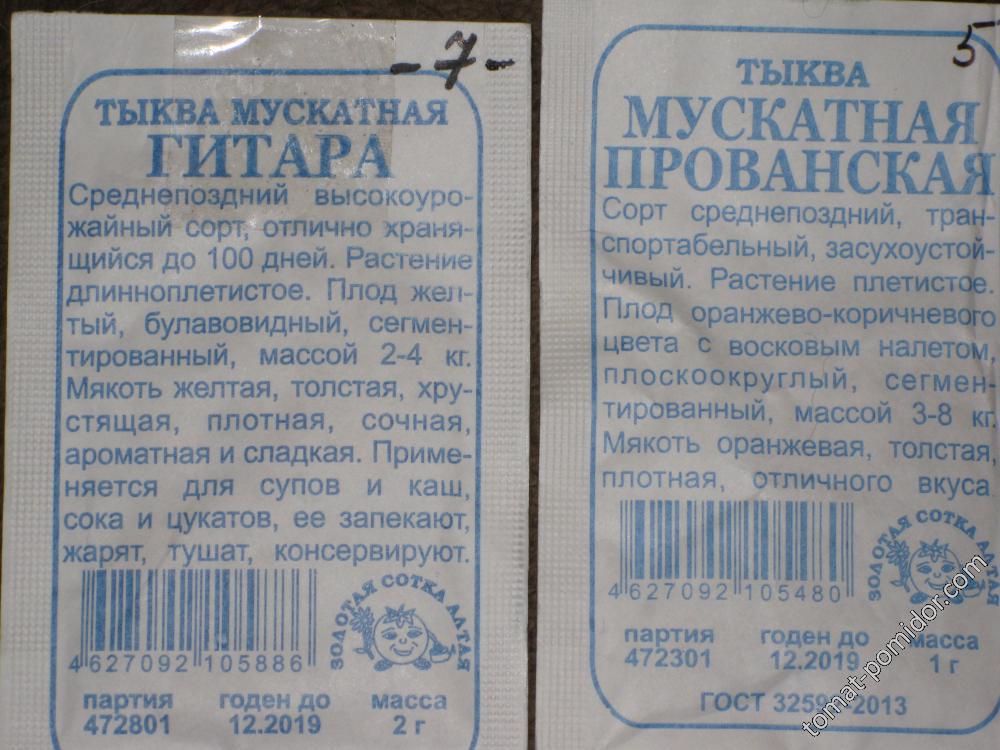 -7-
ТЫКВА МУСКАТНАЯ
ГИТАРА
Среднепоздний высокоуро-
жайный сорт, отлично храня-
щийся до 100 дней. Растение
длинноплетистое. Плод жел-
тый, булавовидный, сегмен-
тированный, массой 2-4 кг.
Мякоть желтая, толстая, хру-
стящая, плотная, сочная,
ароматная и сладкая. Приме-
няется для супов и каш,
сока и цукатов, ее запекают,
жарят, тушат, консервируют.
4 627092 105886
ЗОЛОТАЯ СОТКА АЛТАЯ
партия годен до масса
472801 12.2019 2 г
5
ТЫКВА
МУСКАТНАЯ
ПРОВАНСКАЯ
Сорт среднепоздний, тран-
спортабельный, засухоустой-
чивый. Растение плетистое.
Плод оранжево-коричневого
цвета с восковым налетом,
плоскоокруглый, сегмен-
тированный, массой 3-8 кг.
Мякоть оранжевая, толстая,
плотная, отличного вкуса
4 627092 105480
ЗОЛОТАЯ СОТКА АЛТАЯ
партия годен до масса
472301 12.2019 1 г
ГОСТ 2013
tomat-pomidor.com